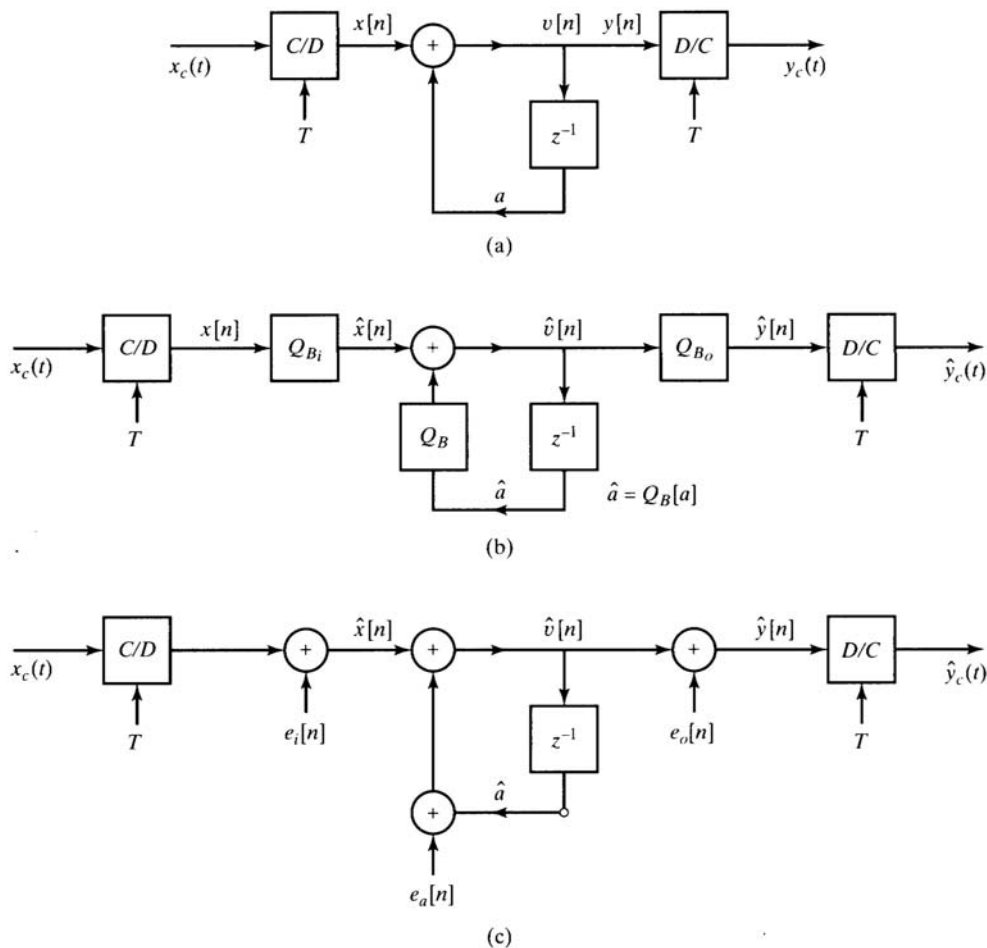 x[n] v[n] y[n]
C/D + D/C
x_c(t) y_c(t)
T z⁻¹ T
a
(a)
x[n] x̂[n] v̂[n] ŷ[n]
C/D Q_{B_i} + Q_{B_o} D/C
x_c(t) ŷ_c(t)
T Q_B z⁻¹ T
â â = Q_B[a]
(b)
x̂[n] v̂[n] ŷ[n]
C/D + + + D/C
x_c(t) ŷ_c(t)
T e_i[n] z⁻¹ e_o[n] T
â
+
e_a[n]
(c)